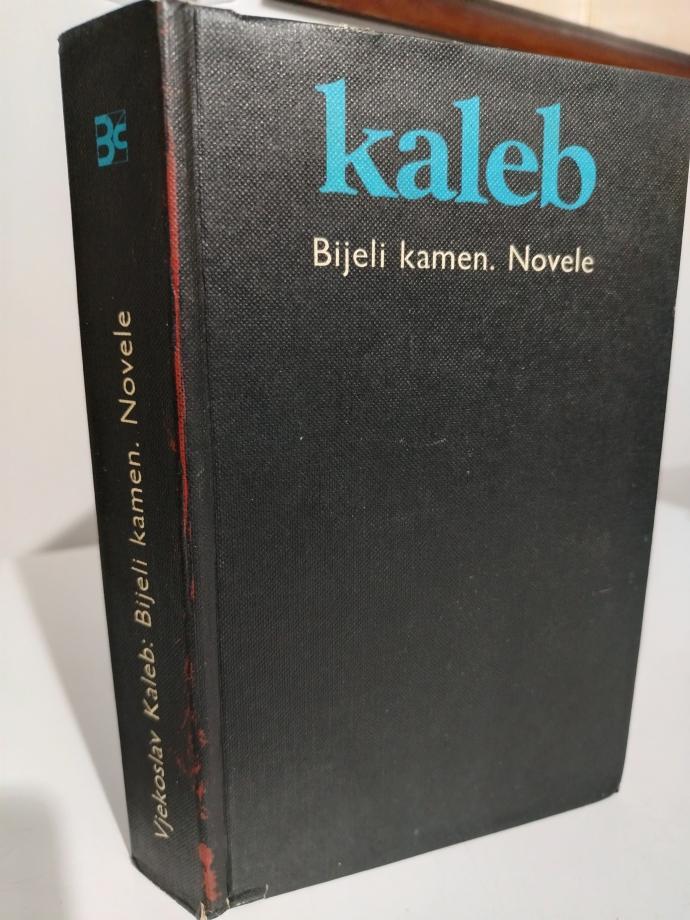 kaleb
Bijeli kamen. Novele
Vjekoslav Kaleb: Bijeli kamen. Novele